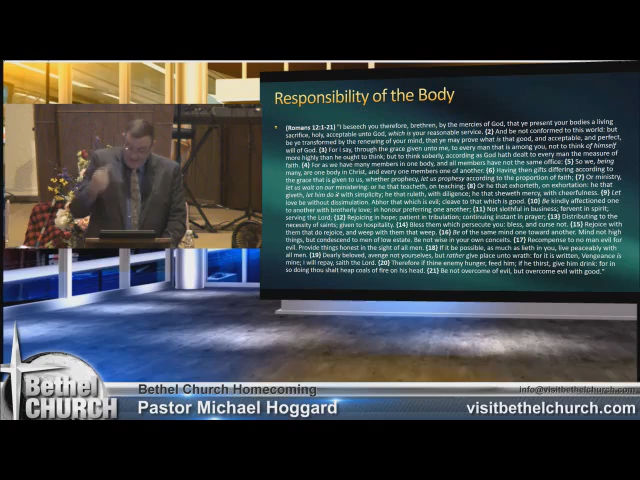 Responsibility of the Body
• (Romans 12:1-21) "I beseech you therefore, brethren, by the mercies of God, that ye present your bodies a living
sacrifice, holy, acceptable unto God, which is your reasonable service. (2) And be not conformed to this world: but
be ye transformed by the renewing of your mind, that ye may prove what is that good, and acceptable, and perfect,
will of God. (3) For I say, through the grace given unto me, to every man that is among you, not to think of himself
more highly than he ought to think; but to think soberly, according as God hath dealt to every man the measure of
faith. (4) For as we have many members in one body, and all members have not the same office: (5) So we, being
many, are one body in Christ, and every one members one of another. (6) Having then gifts differing according to
the grace that is given to us, whether prophecy, let us prophesy according to the proportion of faith; (7) Or ministry,
let us wait on our ministering: or he that teacheth, on teaching; (8) Or he that exhorteth, on exhortation: he that
giveth, let him do it with simplicity; he that ruleth, with diligence; he that sheweth mercy, with cheerfulness. (9) Let
love be without dissimulation. Abhor that which is evil; cleave to that which is good. (10) Be kindly affectioned one
to another with brotherly love; in honour preferring one another; (11) Not slothful in business; fervent in spirit;
serving the Lord; (12) Rejoicing in hope; patient in tribulation; continuing instant in prayer; (13) Distributing to the
necessity of saints; given to hospitality. (14) Bless them which persecute you: bless, and curse not. (15) Rejoice with
them that do rejoice, and weep with them that weep. (16) Be of the same mind one toward another. Mind not high
things, but condescend to men of low estate. Be not wise in your own conceits. (17) Recompense to no man evil for
evil. Provide things honest in the sight of all men. (18) If it be possible, as much as lieth in you, live peaceably with
all men. (19) Dearly beloved, avenge not yourselves, but rather give place unto wrath: for it is written, Vengeance is
mine; I will repay, saith the Lord. (20) Therefore if thine enemy hunger, feed him; if he thirst, give him drink: for in
so doing thou shalt heap coals of fire on his head. (21) Be not overcome of evil, but overcome evil with good."
Bethel
CHURCH
Bethel Church Homecoming
info@visitbethelchurch.com
Pastor Michael Hoggard
visitbethelchurch.com